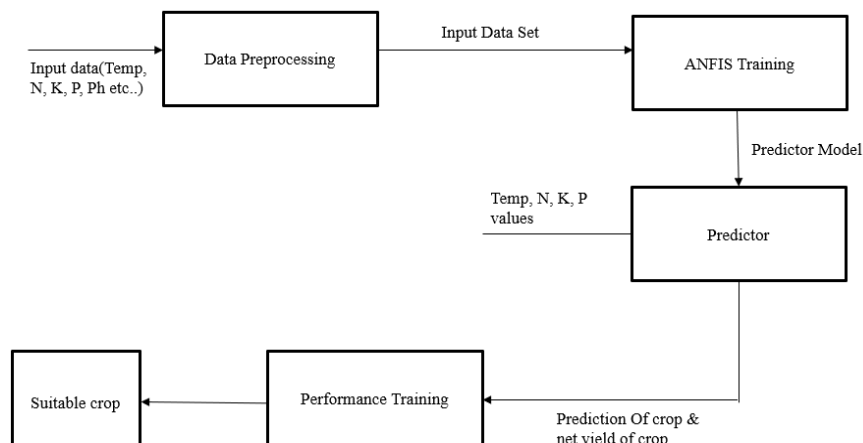 Input data(Temp,
N, K, P, Ph etc..)
Data Preprocessing
Input Data Set
ANFIS Training
Predictor Model
Temp, N, K, P
values
Predictor
Suitable crop
Performance Training
Prediction Of crop &
net yield of crop